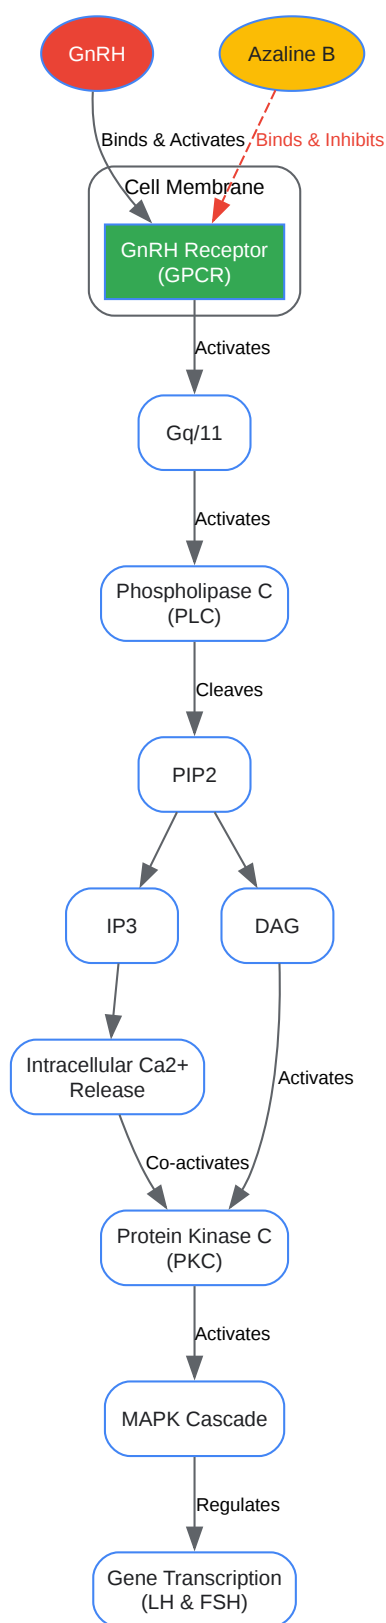 GnRH
Azaline B
Binds & Activates
Binds & Inhibits
Cell Membrane
GnRH Receptor
(GPCR)
Activates
Gq/11
Activates
Phospholipase C
(PLC)
Cleaves
PIP2
IP3
DAG
Intracellular Ca2+
Release
Activates
Co-activates
Protein Kinase C
(PKC)
Activates
MAPK Cascade
Regulates
Gene Transcription
(LH & FSH)